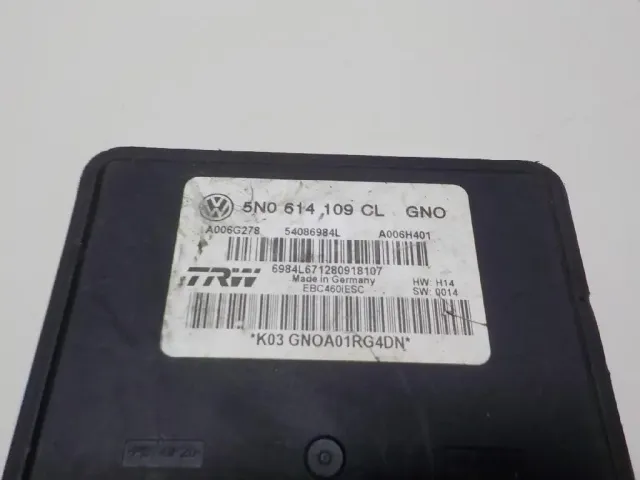 5N0 614 109 CL GNO
A006G278 54086984L A006H401
TRW
6984L671280918107
Made in Germany
EBC460iESC
HW: H14
SW: 0014
*K03 GNOA01RG4DN*